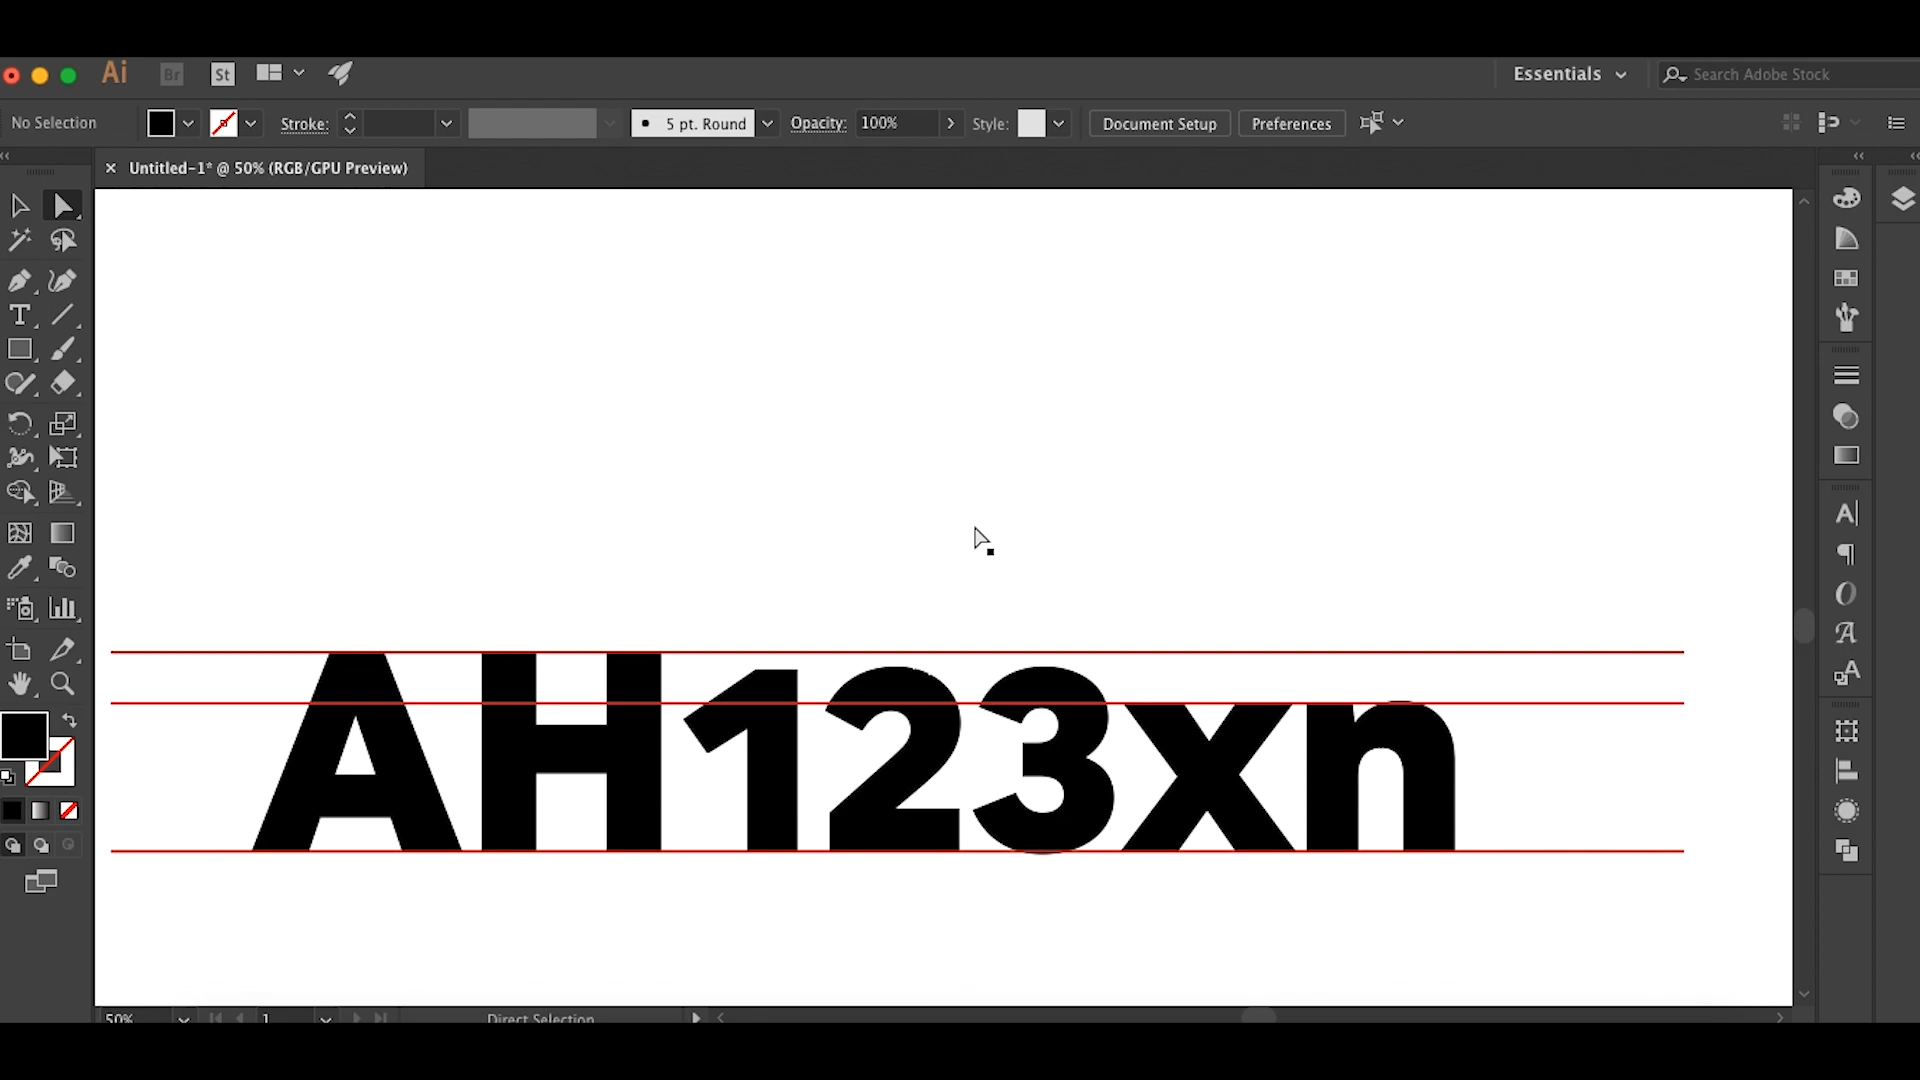 Ai Br St Essentials Search Adobe Stock
No Selection Stroke: 5 pt. Round Opacity: 100% Style: Document Setup Preferences
× Untitled-1* @ 50% (RGB/GPU Preview)
AH123xn
50% 1 Direct Selection